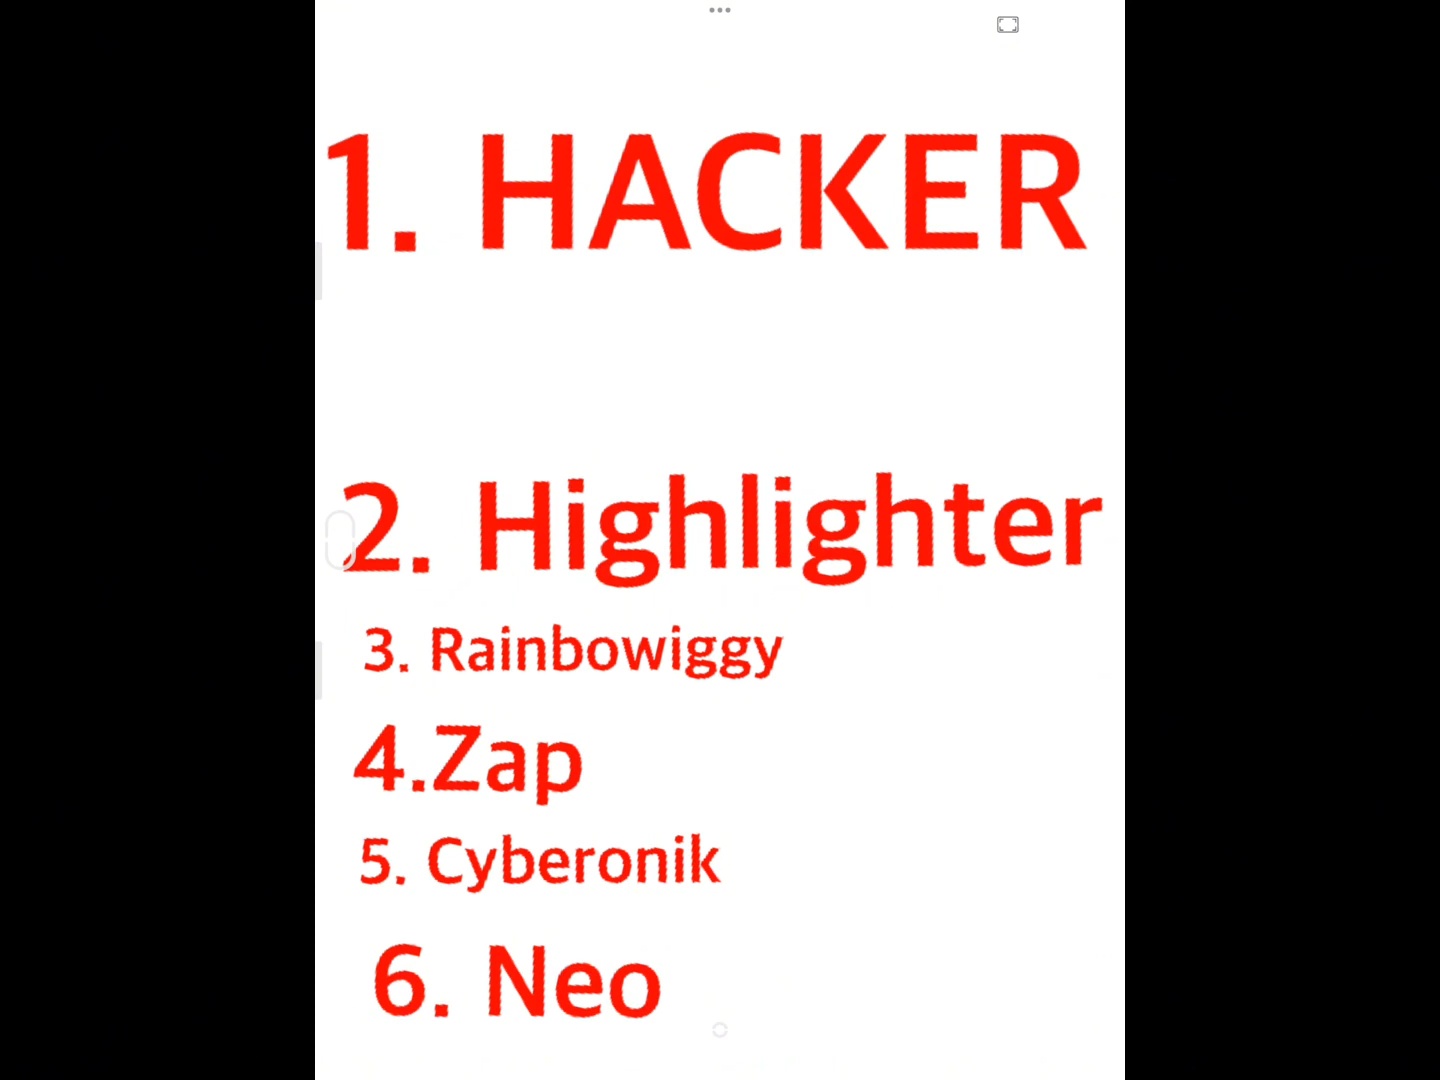 1. HACKER
2. Highlighter
3. Rainbowiggy
4.Zap
5. Cyberonik
6. Neo